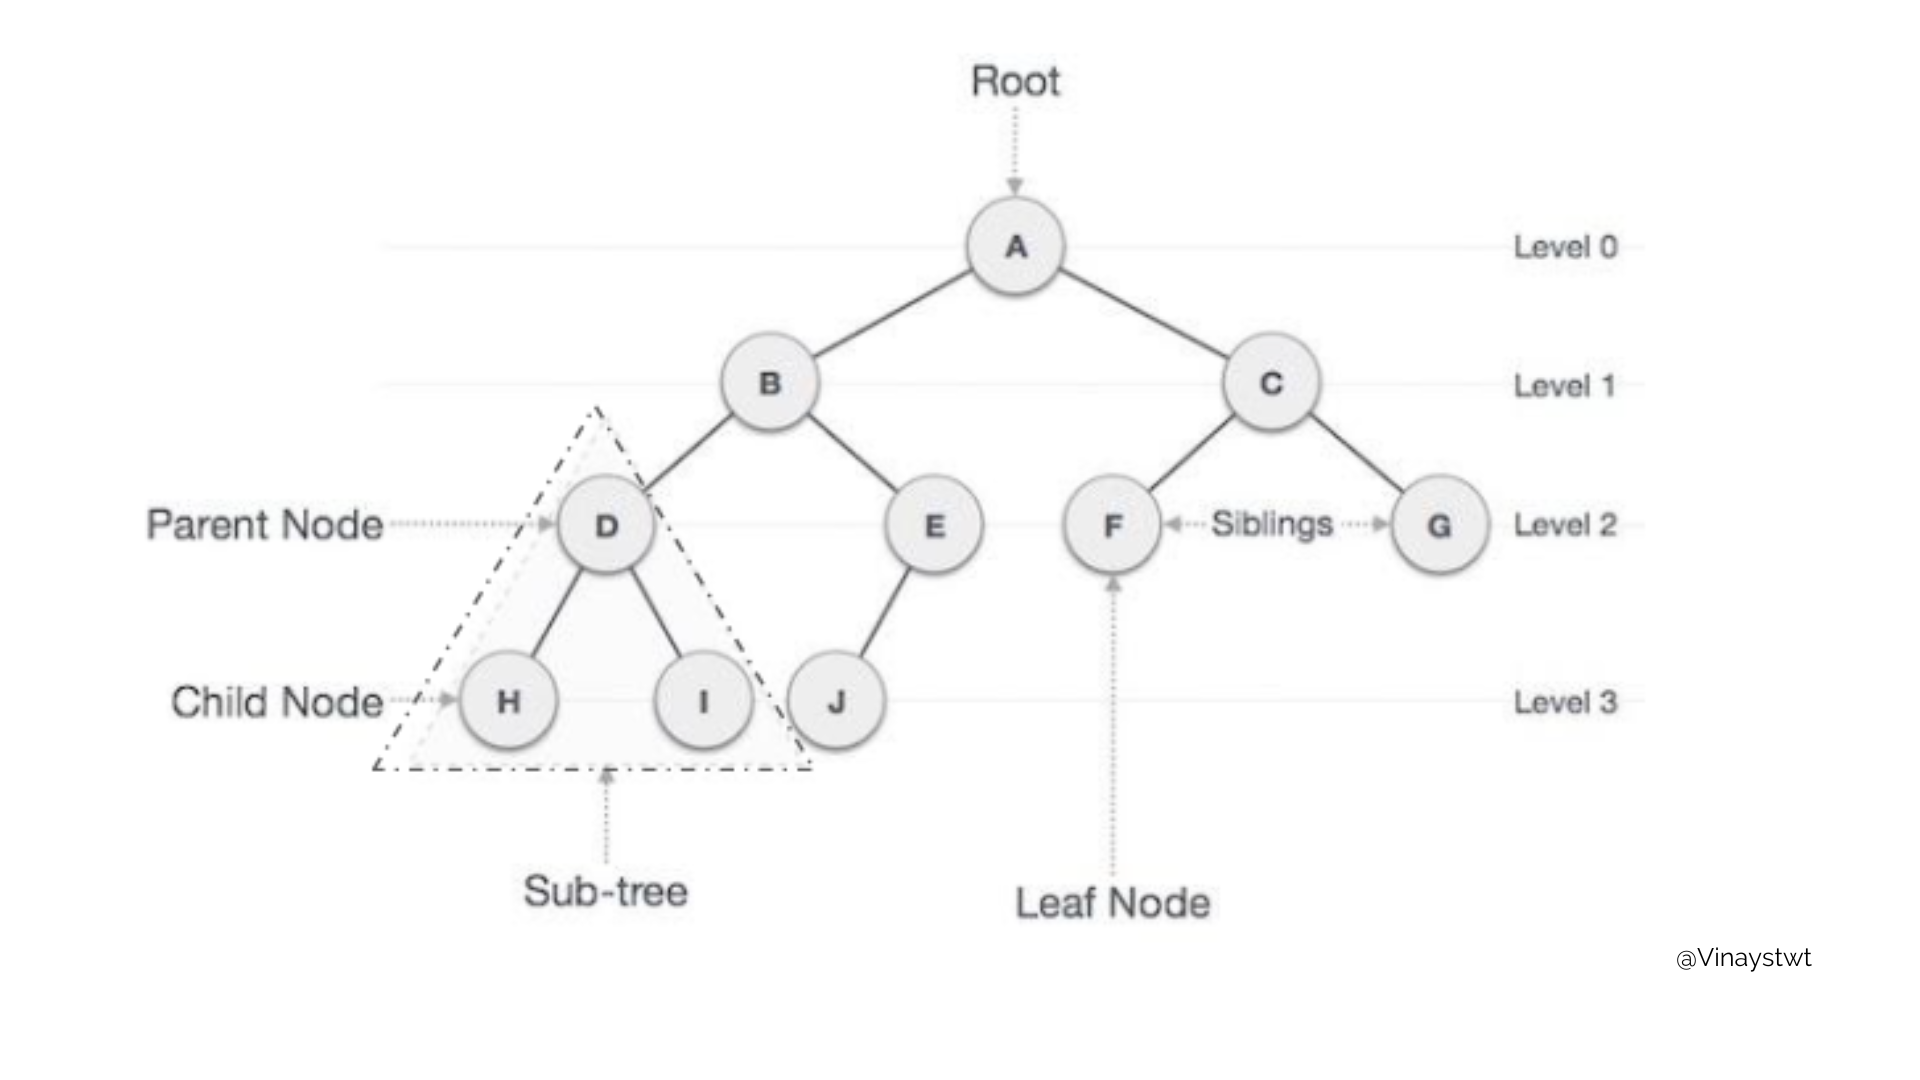 Root
A
Level 0
B
C
Level 1
Parent Node
D
E
F
Siblings
G
Level 2
Child Node
H
I
J
Level 3
Sub-tree
Leaf Node
@Vinaystwt